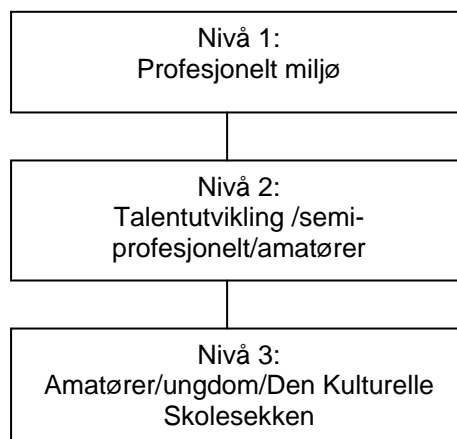 Nivå 1:
Profesjonelt miljø
Nivå 2:
Talentutvikling /semi-
profesjonelt/amatører
Nivå 3:
Amatører/ungdom/Den Kulturelle
Skolesekken